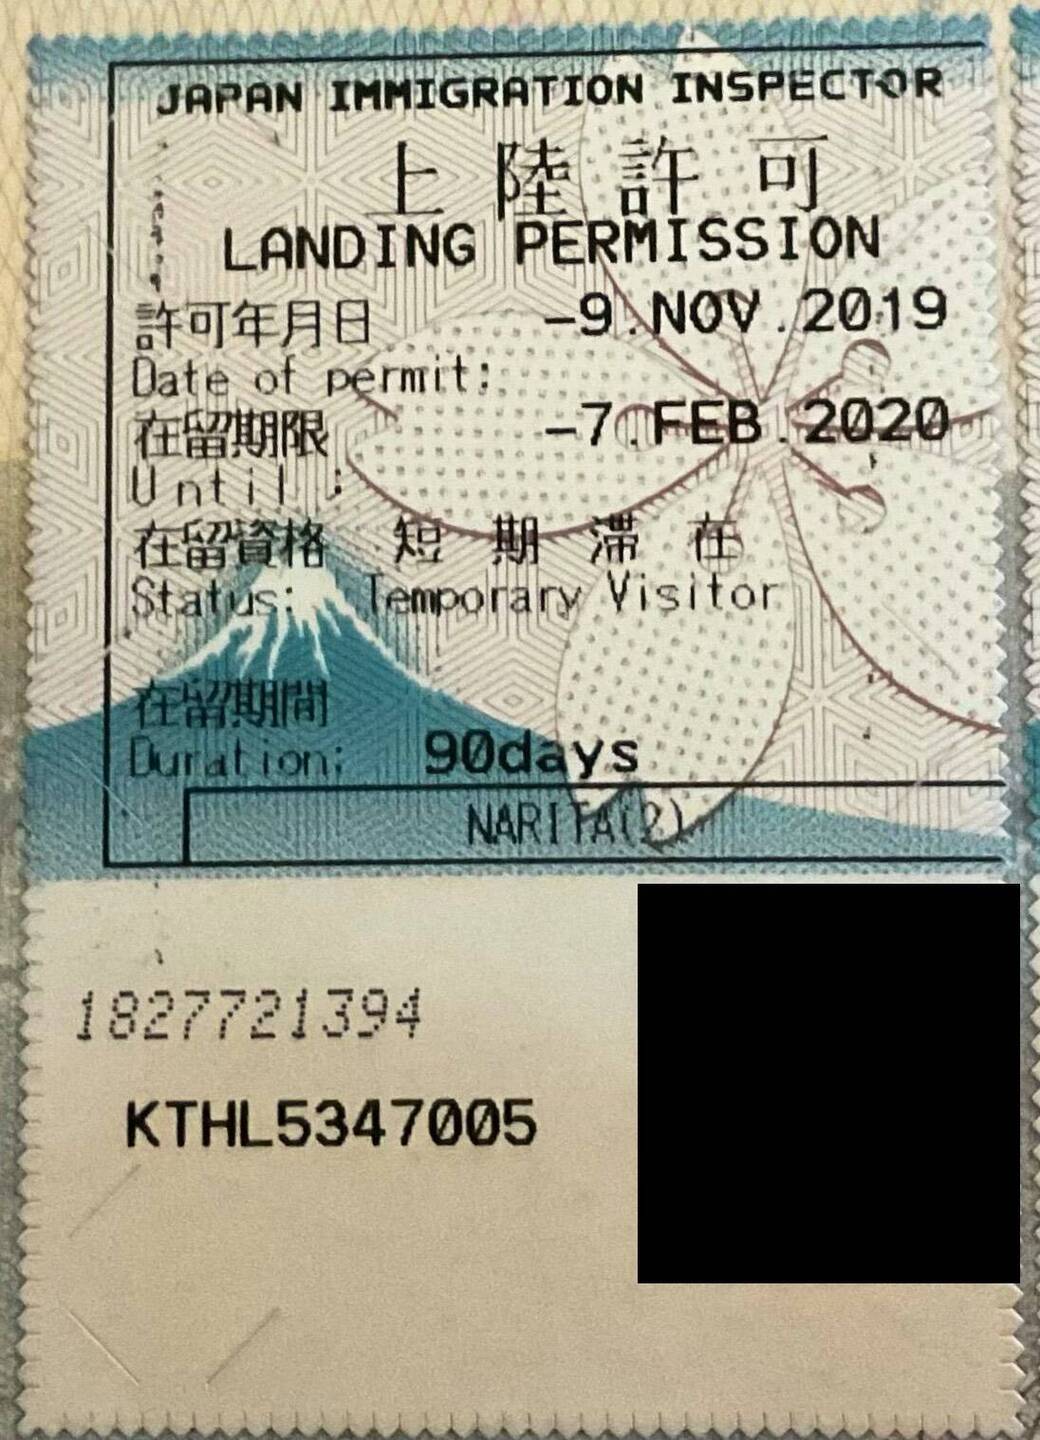 JAPAN IMMIGRATION INSPECTOR
上陸許可
LANDING PERMISSION
許可年月日 -9.NOV.2019
Date of permit:
在留期限 -7.FEB.2020
Until :
在留資格 短期滞在
Status: Temporary Visitor
在留期間
Duration: 90days
NARITA(2)
1827721394
KTHL5347005